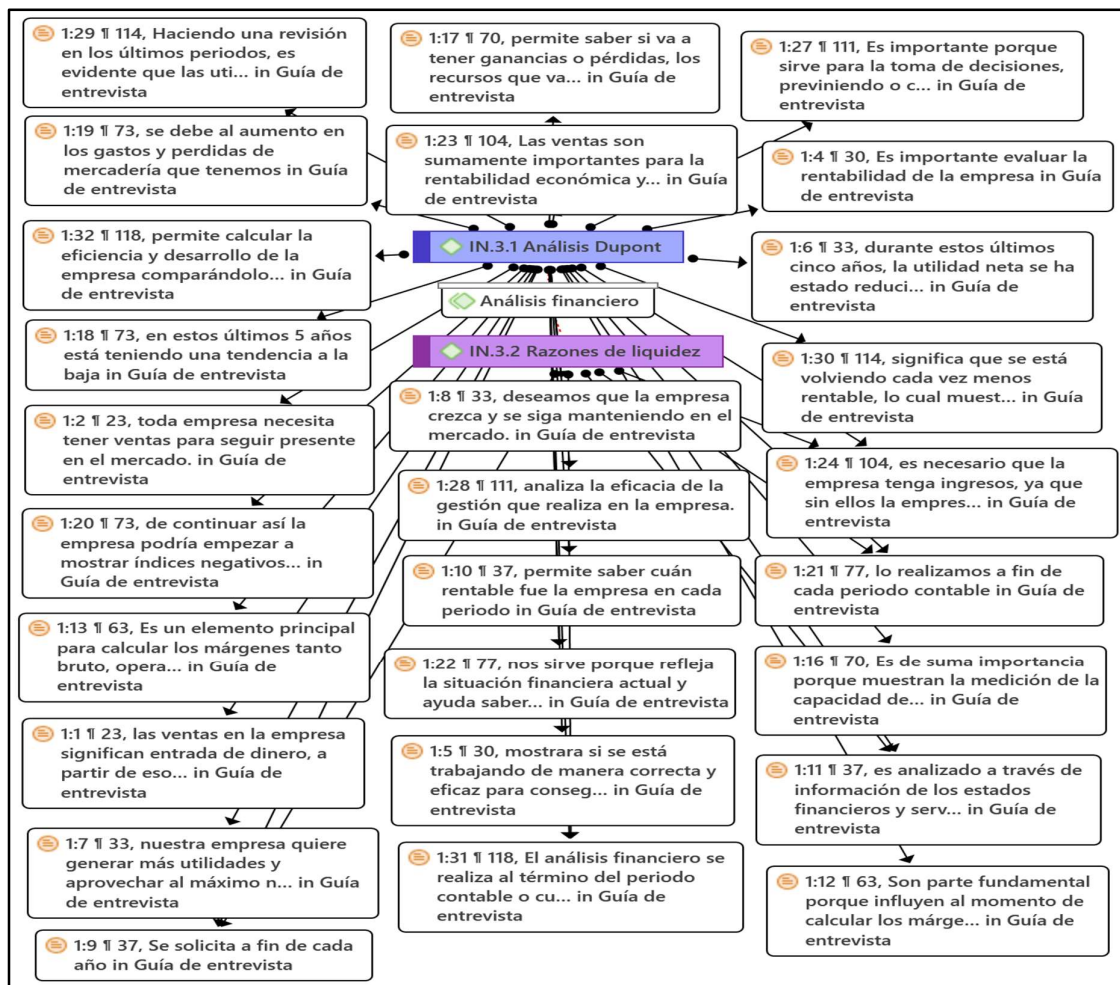 1:29 ¶ 114, Haciendo una revisión
en los últimos periodos, es
evidente que las uti... in Guía de
entrevista
1:17 ¶ 70, permite saber si va a
tener ganancias o pérdidas, los
recursos que va... in Guía de
entrevista
1:27 ¶ 111, Es importante porque
sirve para la toma de decisiones,
previniendo o c... in Guía de
entrevista
1:19 ¶ 73, se debe al aumento en
los gastos y perdidas de
mercadería que tenemos in Guía
de entrevista
1:23 ¶ 104, Las ventas son
sumamente importantes para la
rentabilidad económica y... in Guía
de entrevista
1:4 ¶ 30, Es importante evaluar la
rentabilidad de la empresa in Guía
de entrevista
1:32 ¶ 118, permite calcular la
eficiencia y desarrollo de la
empresa comparándolo... in Guía
de entrevista
IN.3.1 Análisis Dupont
1:6 ¶ 33, durante estos últimos
cinco años, la utilidad neta se ha
estado reduci... in Guía de
entrevista
Análisis financiero
1:18 ¶ 73, en estos últimos 5 años
está teniendo una tendencia a la
baja in Guía de entrevista
IN.3.2 Razones de liquidez
1:30 ¶ 114, significa que se está
volviendo cada vez menos
rentable, lo cual muest... in Guía
de entrevista
1:2 ¶ 23, toda empresa necesita
tener ventas para seguir presente
en el mercado. in Guía de
entrevista
1:8 ¶ 33, deseamos que la empresa
crezca y se siga manteniendo en el
mercado. in Guía de entrevista
1:24 ¶ 104, es necesario que la
empresa tenga ingresos, ya que
sin ellos la empres... in Guía de
entrevista
1:20 ¶ 73, de continuar así la
empresa podría empezar a
mostrar índices negativos... in
Guía de entrevista
1:28 ¶ 111, analiza la eficacia de la
gestión que realiza en la empresa.
in Guía de entrevista
1:21 ¶ 77, lo realizamos a fin de
cada periodo contable in Guía de
entrevista
1:13 ¶ 63, Es un elemento principal
para calcular los márgenes tanto
bruto, opera... in Guía de
entrevista
1:10 ¶ 37, permite saber cuán
rentable fue la empresa en cada
periodo in Guía de entrevista
1:16 ¶ 70, Es de suma importancia
porque muestran la medición de la
capacidad de... in Guía de
entrevista
1:1 ¶ 23, las ventas en la empresa
significan entrada de dinero, a
partir de eso... in Guía de
entrevista
1:22 ¶ 77, nos sirve porque refleja
la situación financiera actual y
ayuda saber... in Guía de entrevista
1:11 ¶ 37, es analizado a través de
información de los estados
financieros y serv... in Guía de
entrevista
1:7 ¶ 33, nuestra empresa quiere
generar más utilidades y
aprovechar al máximo n... in Guía
de entrevista
1:5 ¶ 30, mostrara si se está
trabajando de manera correcta y
eficaz para conseg... in Guía de
entrevista
1:12 ¶ 63, Son parte fundamental
porque influyen al momento de
calcular los márge... in Guía de
entrevista
1:9 ¶ 37, Se solicita a fin de cada
año in Guía de entrevista
1:31 ¶ 118, El análisis financiero se
realiza al término del periodo
contable o cu... in Guía de
entrevista